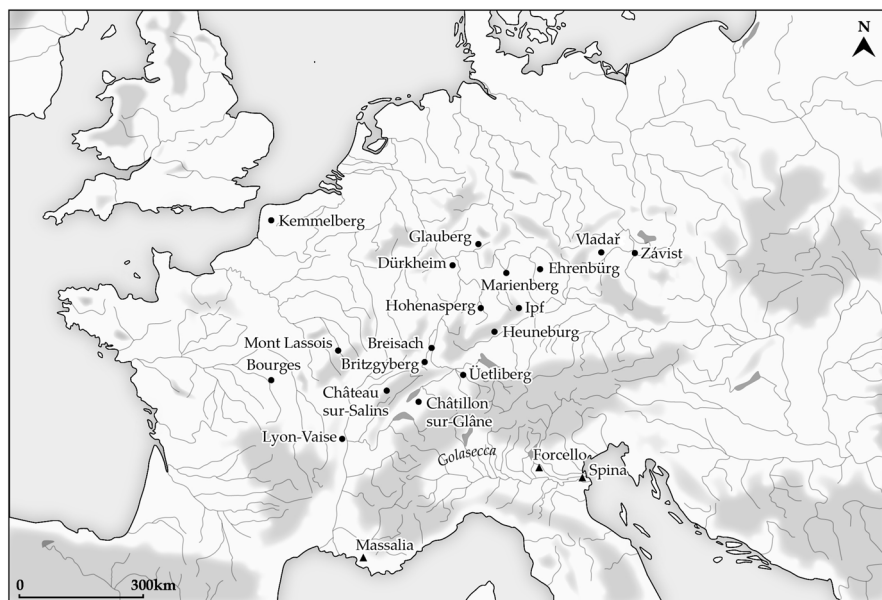 N
Kemmelberg
Glauberg
Vladař
Závist
Dürkheim
Ehrenbürg
Marienberg
Hohenasperg
Ipf
Heuneburg
Mont Lassois
Breisach
Bourges
Britzgyberg
Üetliberg
Château
sur-Salins
Châtillon
sur-Glâne
Lyon-Vaise
Golasecca
Forcello
Spina
Massalia
0
300km